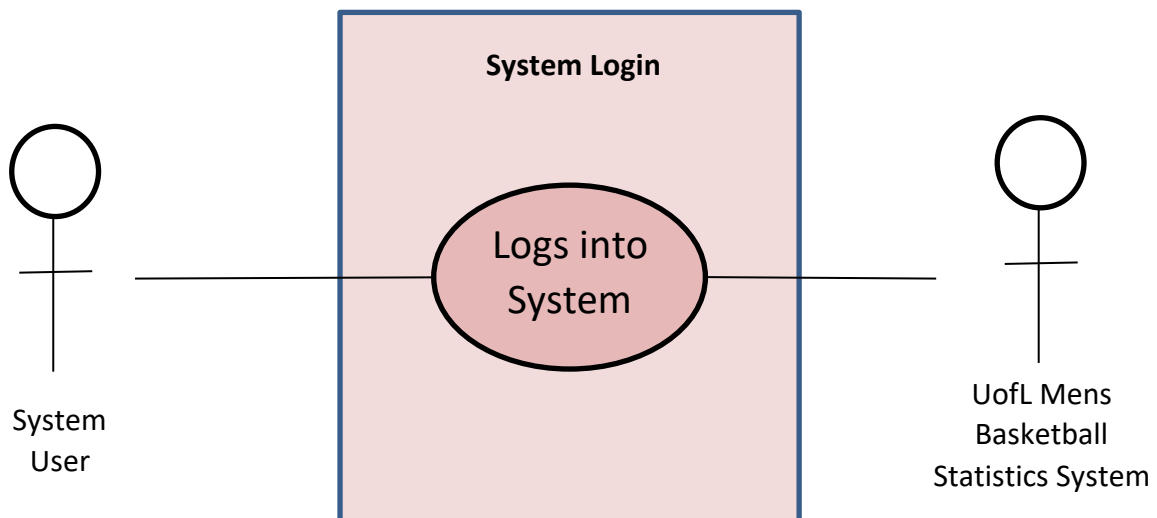 System Login
Logs into
System
System
User
UofL Mens
Basketball
Statistics System